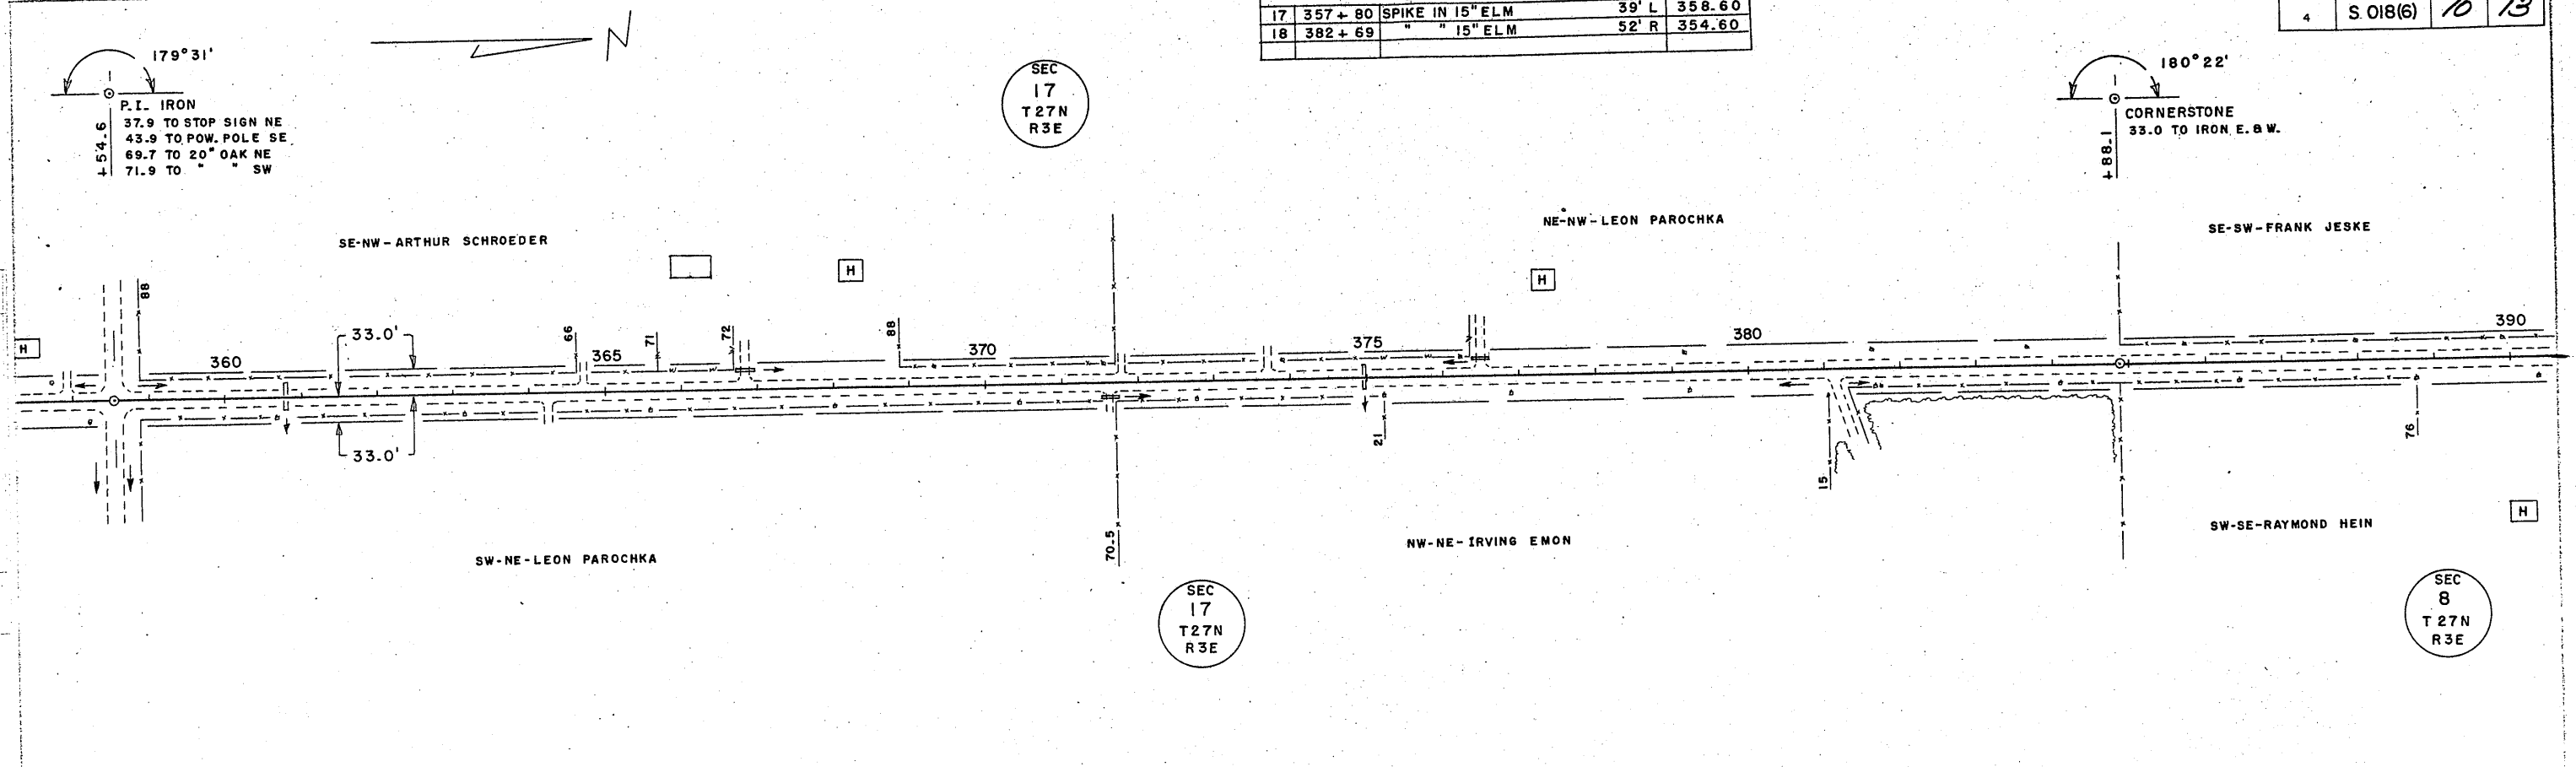 17 357+80 SPIKE IN 15" ELM 39' L 358.60
18 382+69 " " 15" ELM 52' R 354.60
4 S. 018(6) 10 13
N
179°31'
P.I. IRON
37.9 TO STOP SIGN NE
43.9 TO POW. POLE SE
69.7 TO 20" OAK NE
71.9 TO " " SW
+54.6
SEC
17
T27N
R3E
180°22'
CORNERSTONE
33.0 TO IRON E. & W.
+88.1
SE-NW-ARTHUR SCHROEDER
NE-NW-LEON PAROCHKA
SE-SW-FRANK JESKE
H
H
H
88
33.0'
66
71
72
88
360
365
370
375
380
390
33.0'
21
15
76
70.5
SW-NE-LEON PAROCHKA
NW-NE-IRVING EMON
SW-SE-RAYMOND HEIN
H
SEC
17
T27N
R3E
SEC
8
T27N
R3E